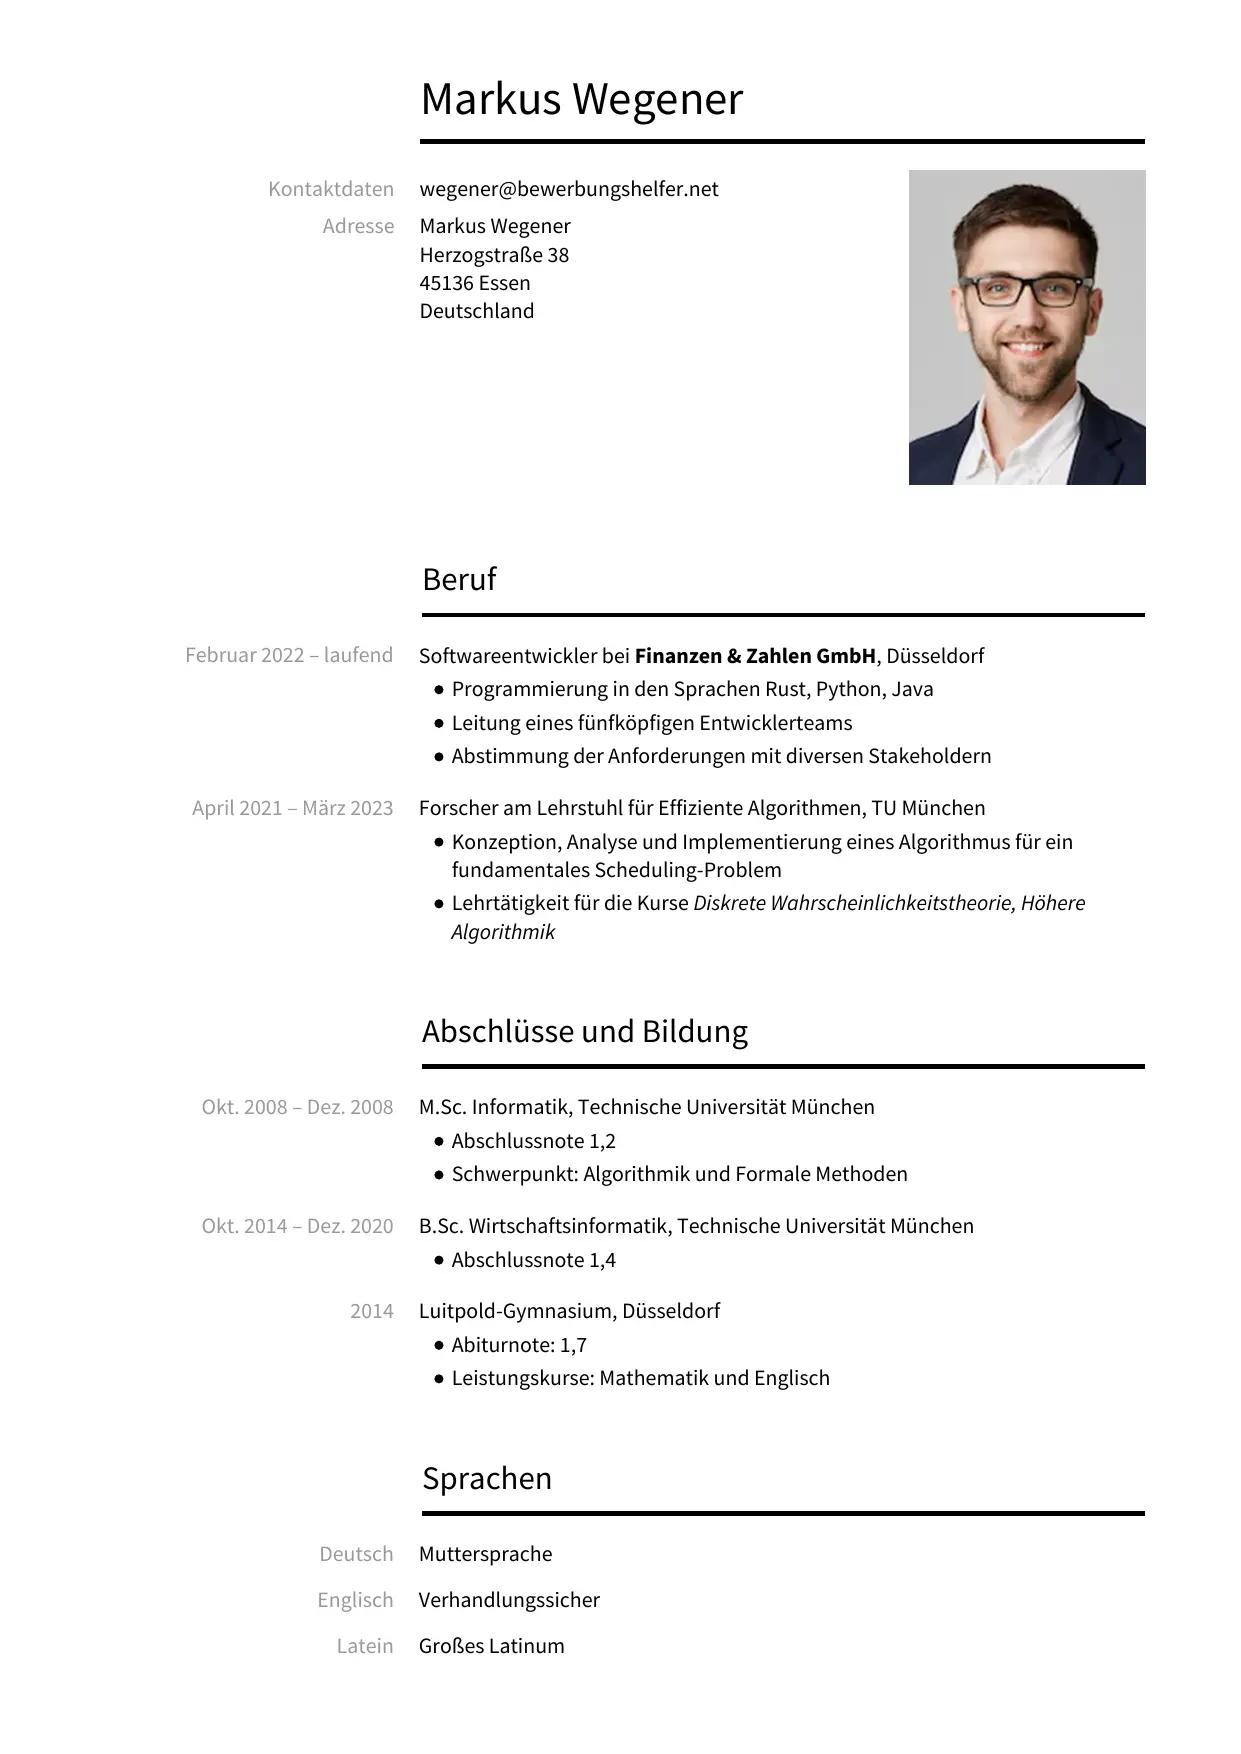 Markus Wegener
Kontaktdaten wegener@bewerbungshelfer.net
Adresse Markus Wegener
Herzogstraße 38
45136 Essen
Deutschland
Beruf
Februar 2022 – laufend Softwareentwickler bei Finanzen & Zahlen GmbH, Düsseldorf
● Programmierung in den Sprachen Rust, Python, Java
● Leitung eines fünfköpfigen Entwicklerteams
● Abstimmung der Anforderungen mit diversen Stakeholdern
April 2021 – März 2023 Forscher am Lehrstuhl für Effiziente Algorithmen, TU München
● Konzeption, Analyse und Implementierung eines Algorithmus für ein
fundamentales Scheduling-Problem
● Lehrtätigkeit für die Kurse Diskrete Wahrscheinlichkeitstheorie, Höhere
Algorithmik
Abschlüsse und Bildung
Okt. 2008 – Dez. 2008 M.Sc. Informatik, Technische Universität München
● Abschlussnote 1,2
● Schwerpunkt: Algorithmik und Formale Methoden
Okt. 2014 – Dez. 2020 B.Sc. Wirtschaftsinformatik, Technische Universität München
● Abschlussnote 1,4
2014 Luitpold-Gymnasium, Düsseldorf
● Abiturnote: 1,7
● Leistungskurse: Mathematik und Englisch
Sprachen
Deutsch Muttersprache
Englisch Verhandlungssicher
Latein Großes Latinum